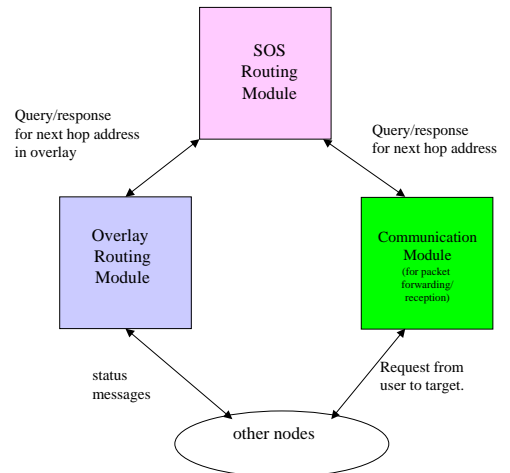 SOS
Routing
Module
Query/response
for next hop address
in overlay
Query/response
for next hop address
Overlay
Routing
Module
Communication
Module
(for packet
forwarding/
reception)
status
messages
Request from
user to target.
other nodes